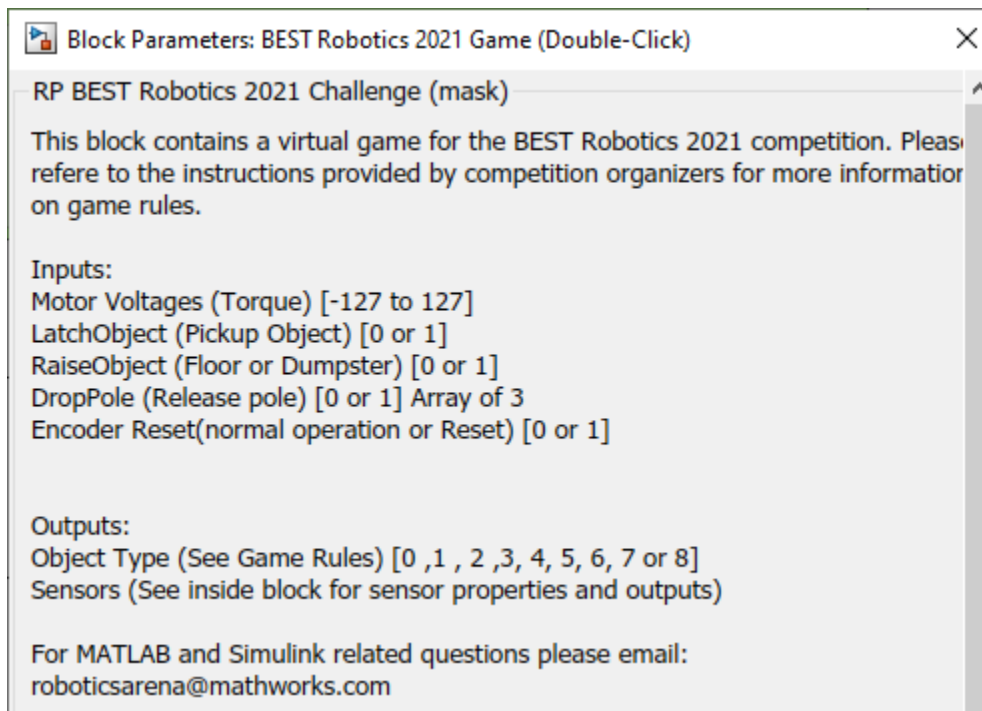 Block Parameters: BEST Robotics 2021 Game (Double-Click)
RP BEST Robotics 2021 Challenge (mask)
This block contains a virtual game for the BEST Robotics 2021 competition. Please
refere to the instructions provided by competition organizers for more information
on game rules.
Inputs:
Motor Voltages (Torque) [-127 to 127]
LatchObject (Pickup Object) [0 or 1]
RaiseObject (Floor or Dumpster) [0 or 1]
DropPole (Release pole) [0 or 1] Array of 3
Encoder Reset(normal operation or Reset) [0 or 1]
Outputs:
Object Type (See Game Rules) [0 ,1 , 2 ,3, 4, 5, 6, 7 or 8]
Sensors (See inside block for sensor properties and outputs)
For MATLAB and Simulink related questions please email:
roboticsarena@mathworks.com